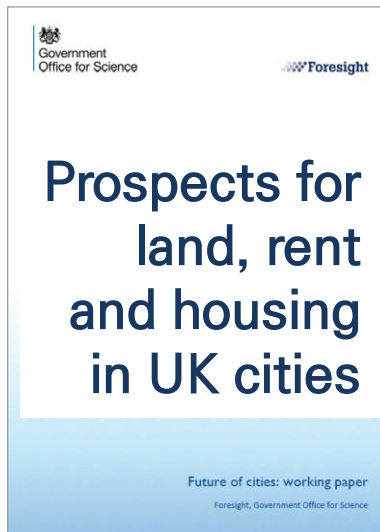 Government
Office for Science
Foresight
Prospects for
land, rent
and housing
in UK cities
Future of cities: working paper
Foresight, Government Office for Science